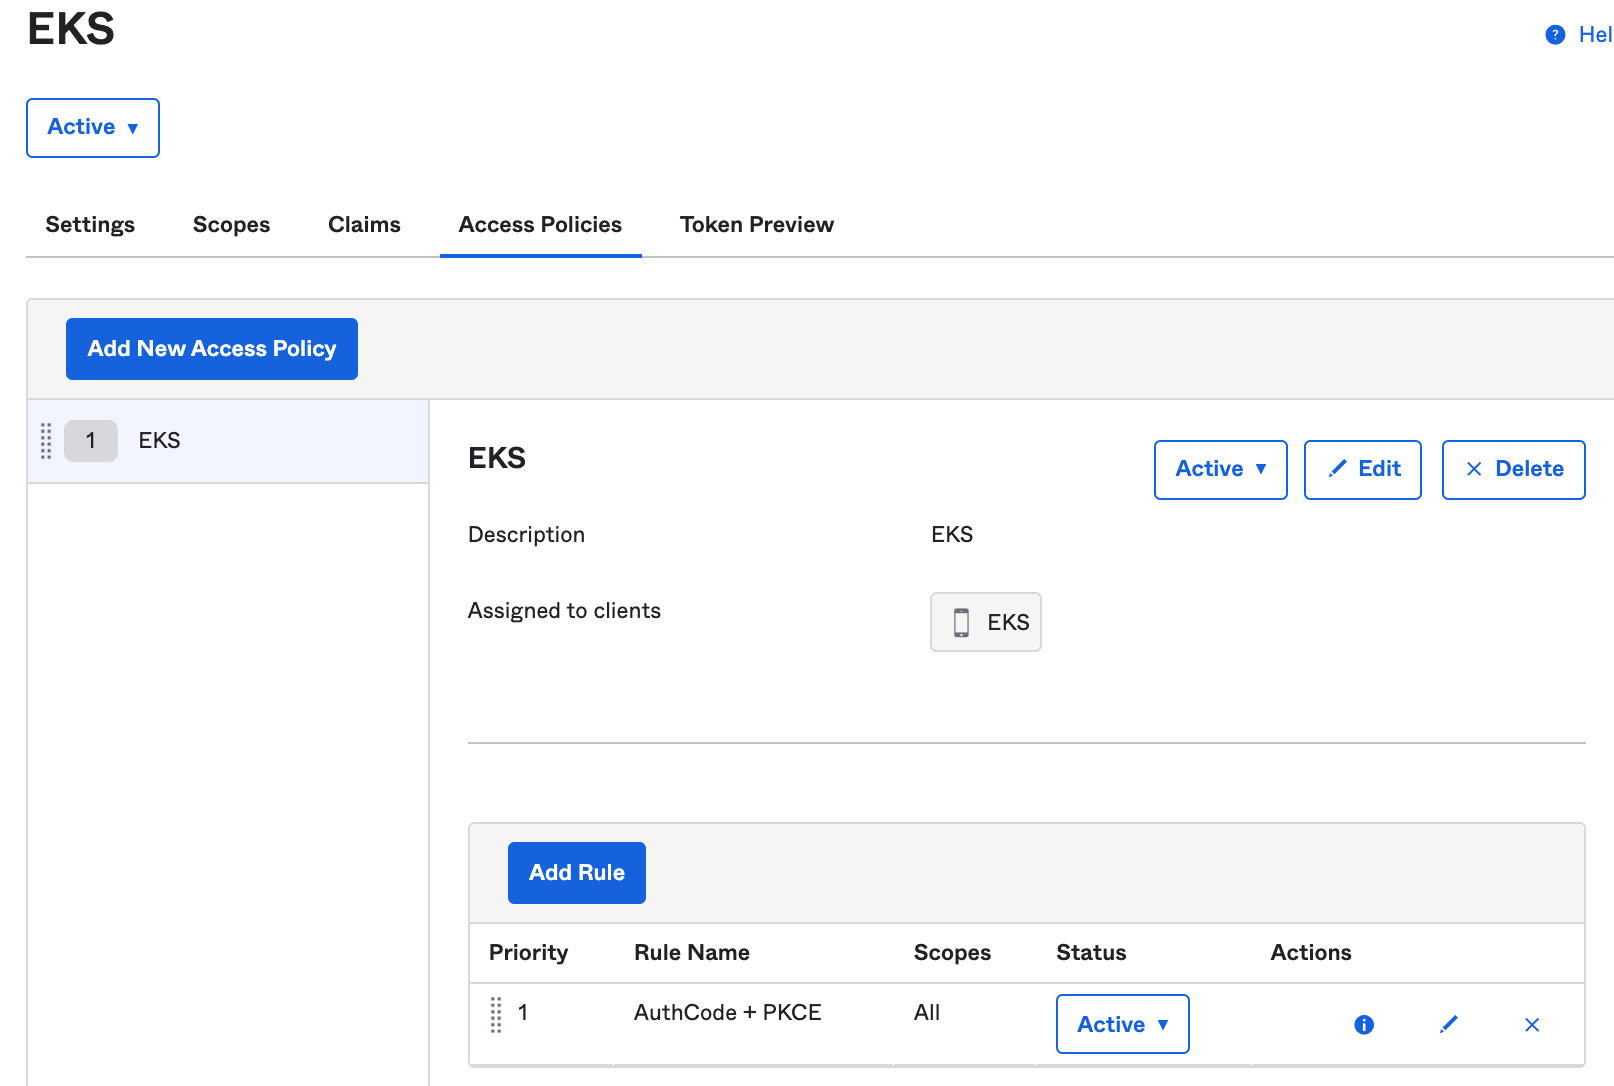 EKS
Hel
Active
Settings Scopes Claims Access Policies Token Preview
Add New Access Policy
1 EKS
EKS
Active Edit Delete
Description EKS
Assigned to clients EKS
Add Rule
Priority Rule Name Scopes Status Actions
1 AuthCode + PKCE All Active